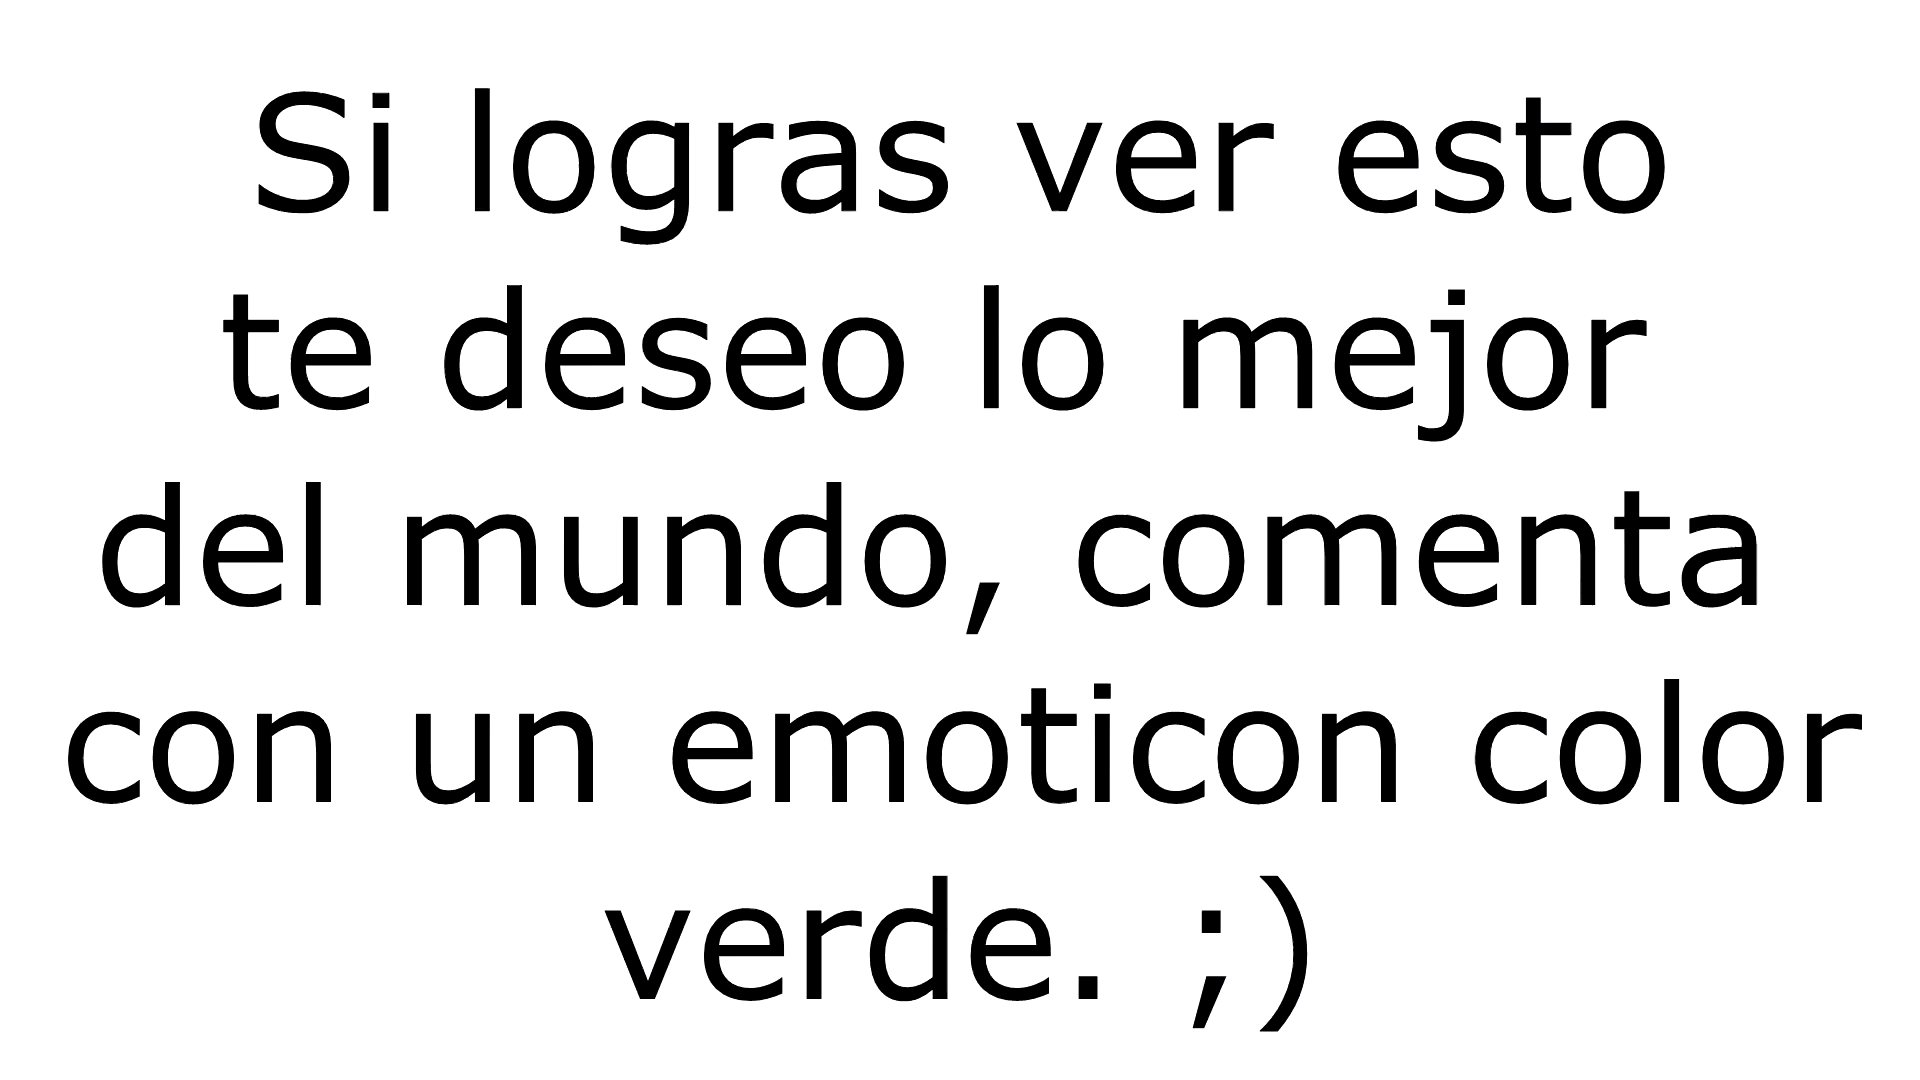 Si logras ver esto
te deseo lo mejor
del mundo, comenta
con un emoticon color
verde. ;)